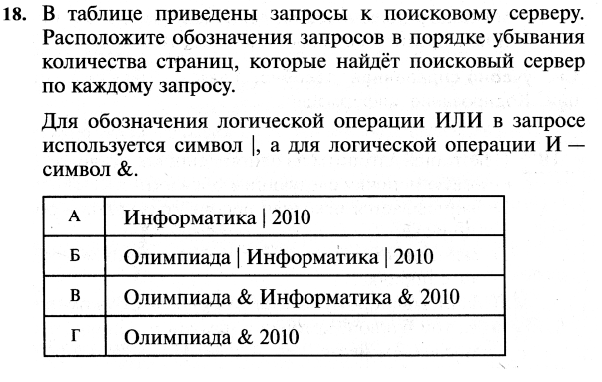 18. В таблице приведены запросы к поисковому серверу.
Расположите обозначения запросов в порядке убывания
количества страниц, которые найдёт поисковый сервер
по каждому запросу.
Для обозначения логической операции ИЛИ в запросе
используется символ |, а для логической операции И —
символ &.
А Информатика | 2010
Б Олимпиада | Информатика | 2010
В Олимпиада & Информатика & 2010
Г Олимпиада & 2010